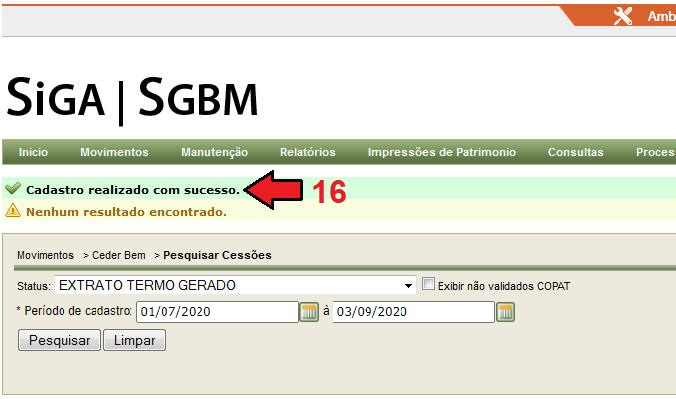 Amb
SIGA | SGBM
Inicio Movimentos Manutenção Relatórios Impressões de Patrimonio Consultas Proces
Cadastro realizado com sucesso. 16
Nenhum resultado encontrado.
Movimentos > Ceder Bem > Pesquisar Cessões
Status: EXTRATO TERMO GERADO Exibir não validados COPAT
* Período de cadastro: 01/07/2020 à 03/09/2020
Pesquisar Limpar